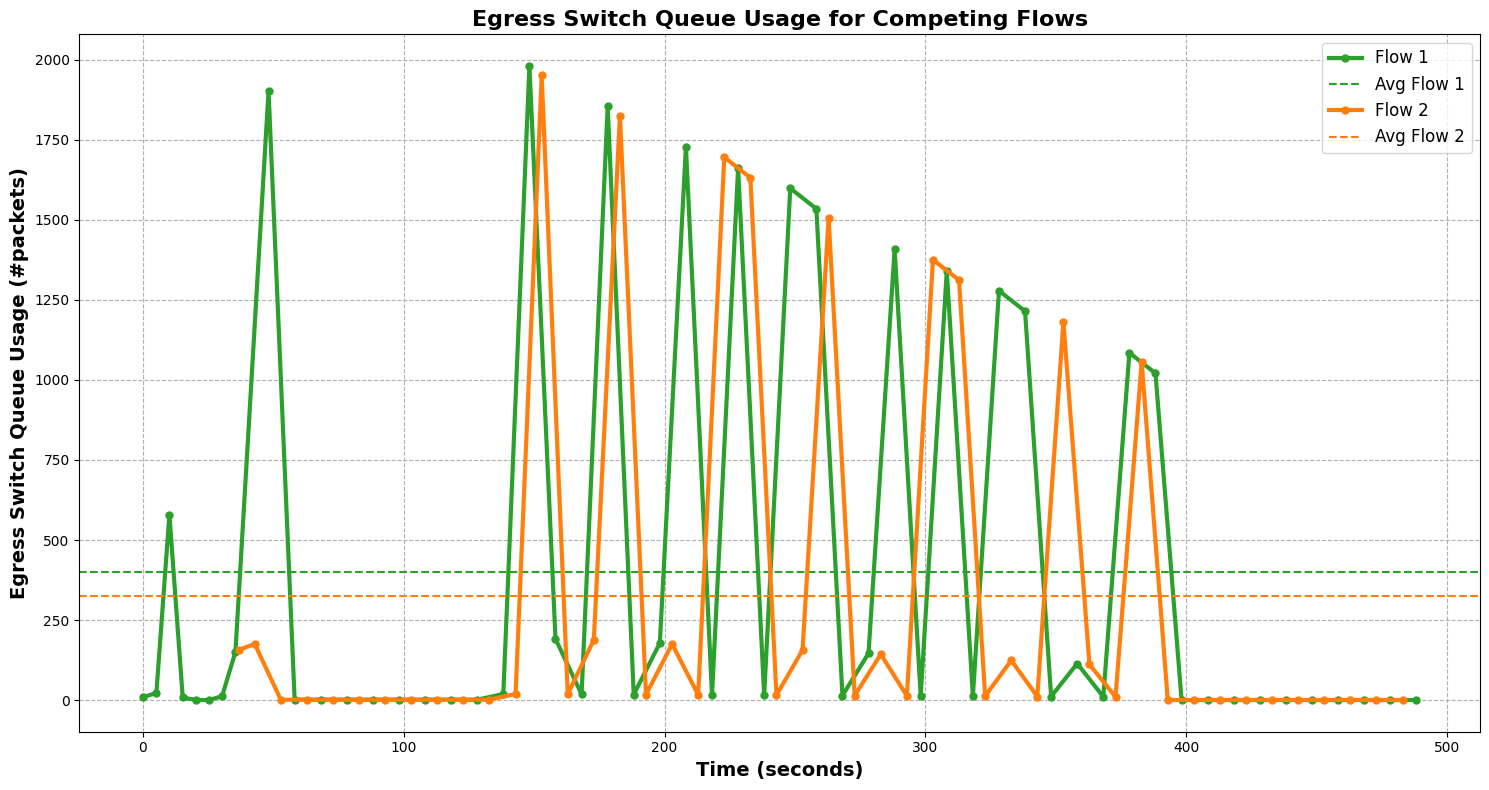 Egress Switch Queue Usage for Competing Flows
Egress Switch Queue Usage (#packets)
2000
1750
1500
1250
1000
750
500
250
0
Flow 1
Avg Flow 1
Flow 2
Avg Flow 2
0 100 200 300 400 500
Time (seconds)